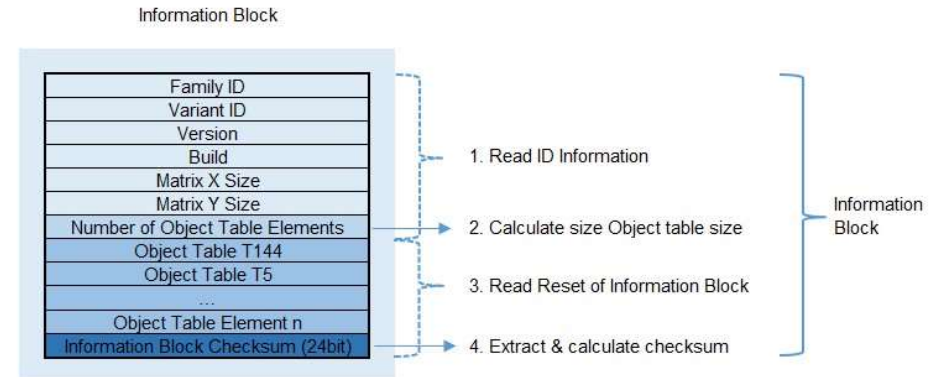 Information Block
Family ID
Variant ID
Version
Build
Matrix X Size
Matrix Y Size
Number of Object Table Elements
Object Table T144
Object Table T5
...
Object Table Element n
Information Block Checksum (24bit)
1. Read ID Information
2. Calculate size Object table size
3. Read Reset of Information Block
4. Extract & calculate checksum
Information
Block